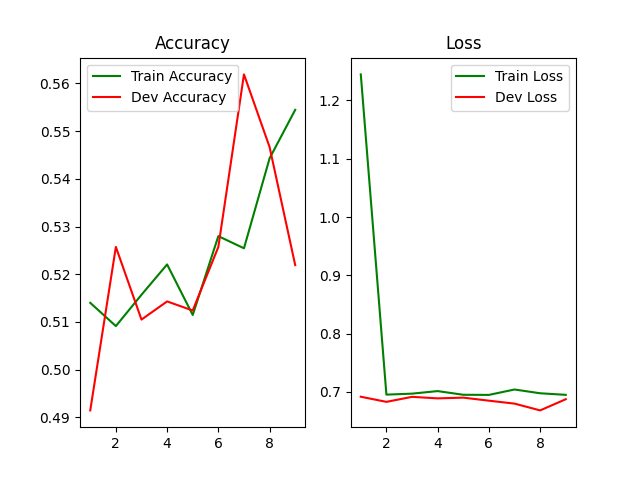 Accuracy
Train Accuracy
Dev Accuracy
0.56
0.55
0.54
0.53
0.52
0.51
0.50
0.49
2 4 6 8
Loss
Train Loss
Dev Loss
1.2
1.1
1.0
0.9
0.8
0.7
2 4 6 8